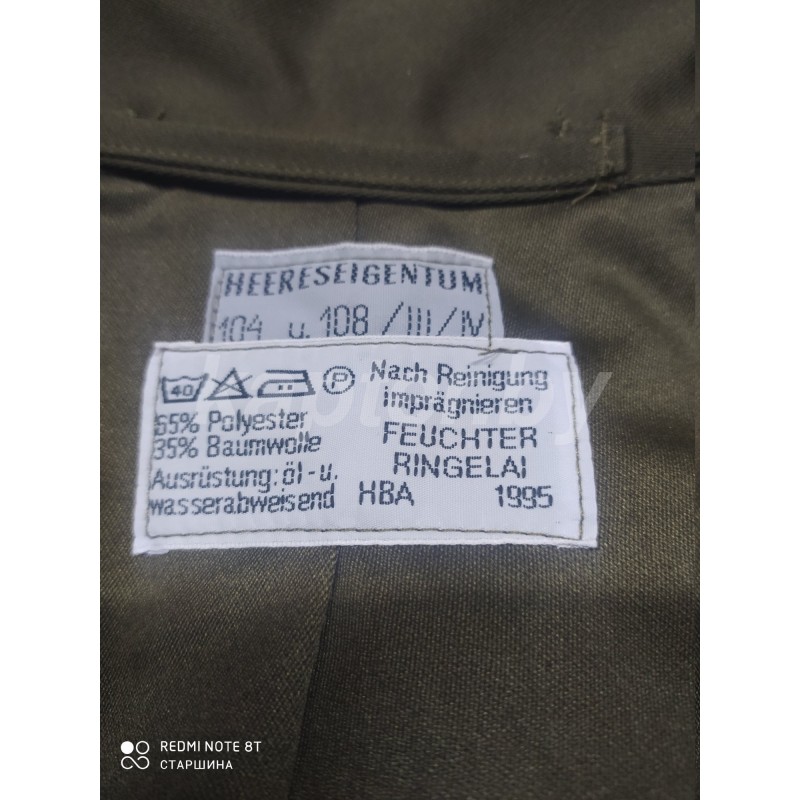 HEERESEIGENTUM
104 u. 108 / III / IV
40 P
65% Polyester
35% Baumwolle
Ausrüstung: öl-u.
wasserabweisend
Nach Reinigung
imprägnieren
FEUCHTER
RINGELAI
HBA 1995
REDMI NOTE 8T
СТАРШИНА